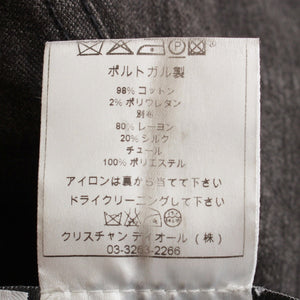 ポルトガル製
98% コットン
2% ポリウレタン
別布
80% レーヨン
20% シルク
チュール
100% ポリエステル
アイロンは裏から当てて下さい
ドライクリーニングして下さい
クリスチャン ディオール (株)
03-3263-2266